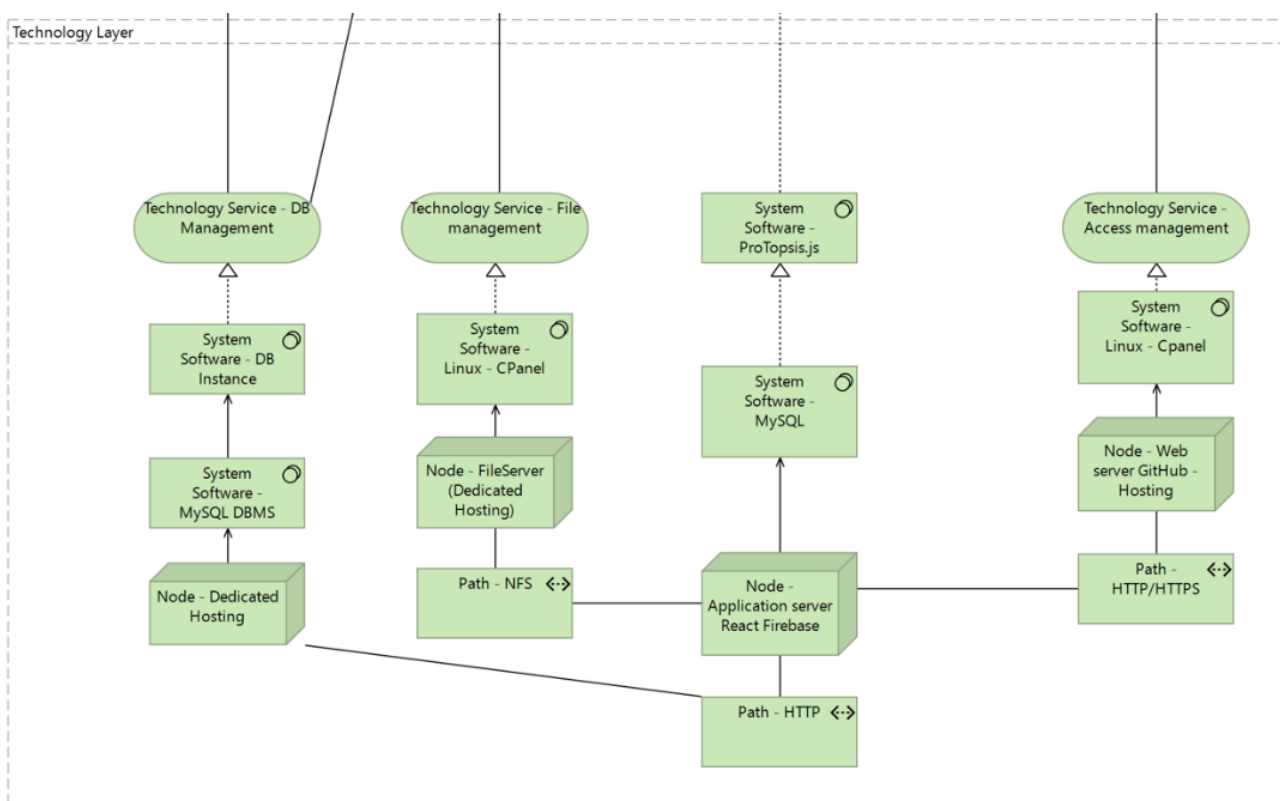 Technology Layer
Technology Service - DB
Management
Technology Service - File
management
System
Software -
ProTopsis.js
Technology Service -
Access management
System
Software - DB
Instance
System
Software -
Linux - CPanel
System
Software -
MySQL
System
Software -
Linux - Cpanel
System
Software -
MySQL DBMS
Node - FileServer
(Dedicated
Hosting)
Node - Web
server GitHub -
Hosting
Node - Dedicated
Hosting
Path - NFS
Node -
Application server
React Firebase
Path -
HTTP/HTTPS
Path - HTTP